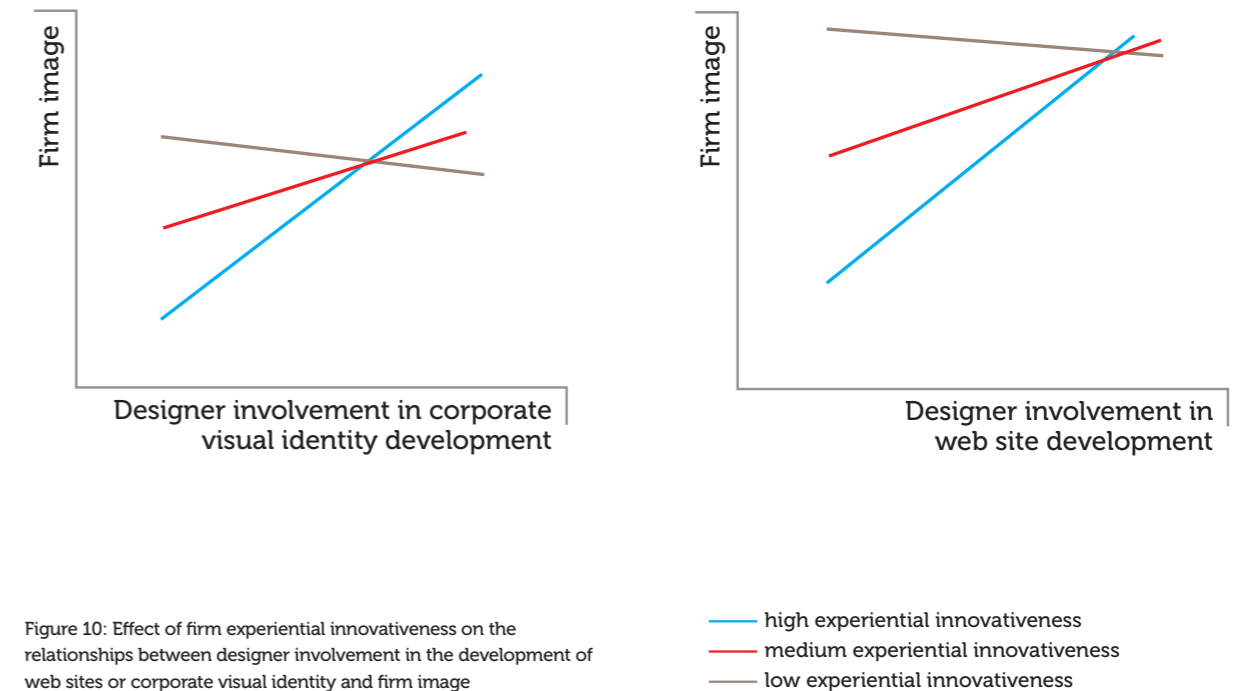 Firm image
Designer involvement in corporate
visual identity development
Firm image
Designer involvement in
web site development
Figure 10: Effect of firm experiential innovativeness on the
relationships between designer involvement in the development of
web sites or corporate visual identity and firm image
high experiential innovativeness
medium experiential innovativeness
low experiential innovativeness